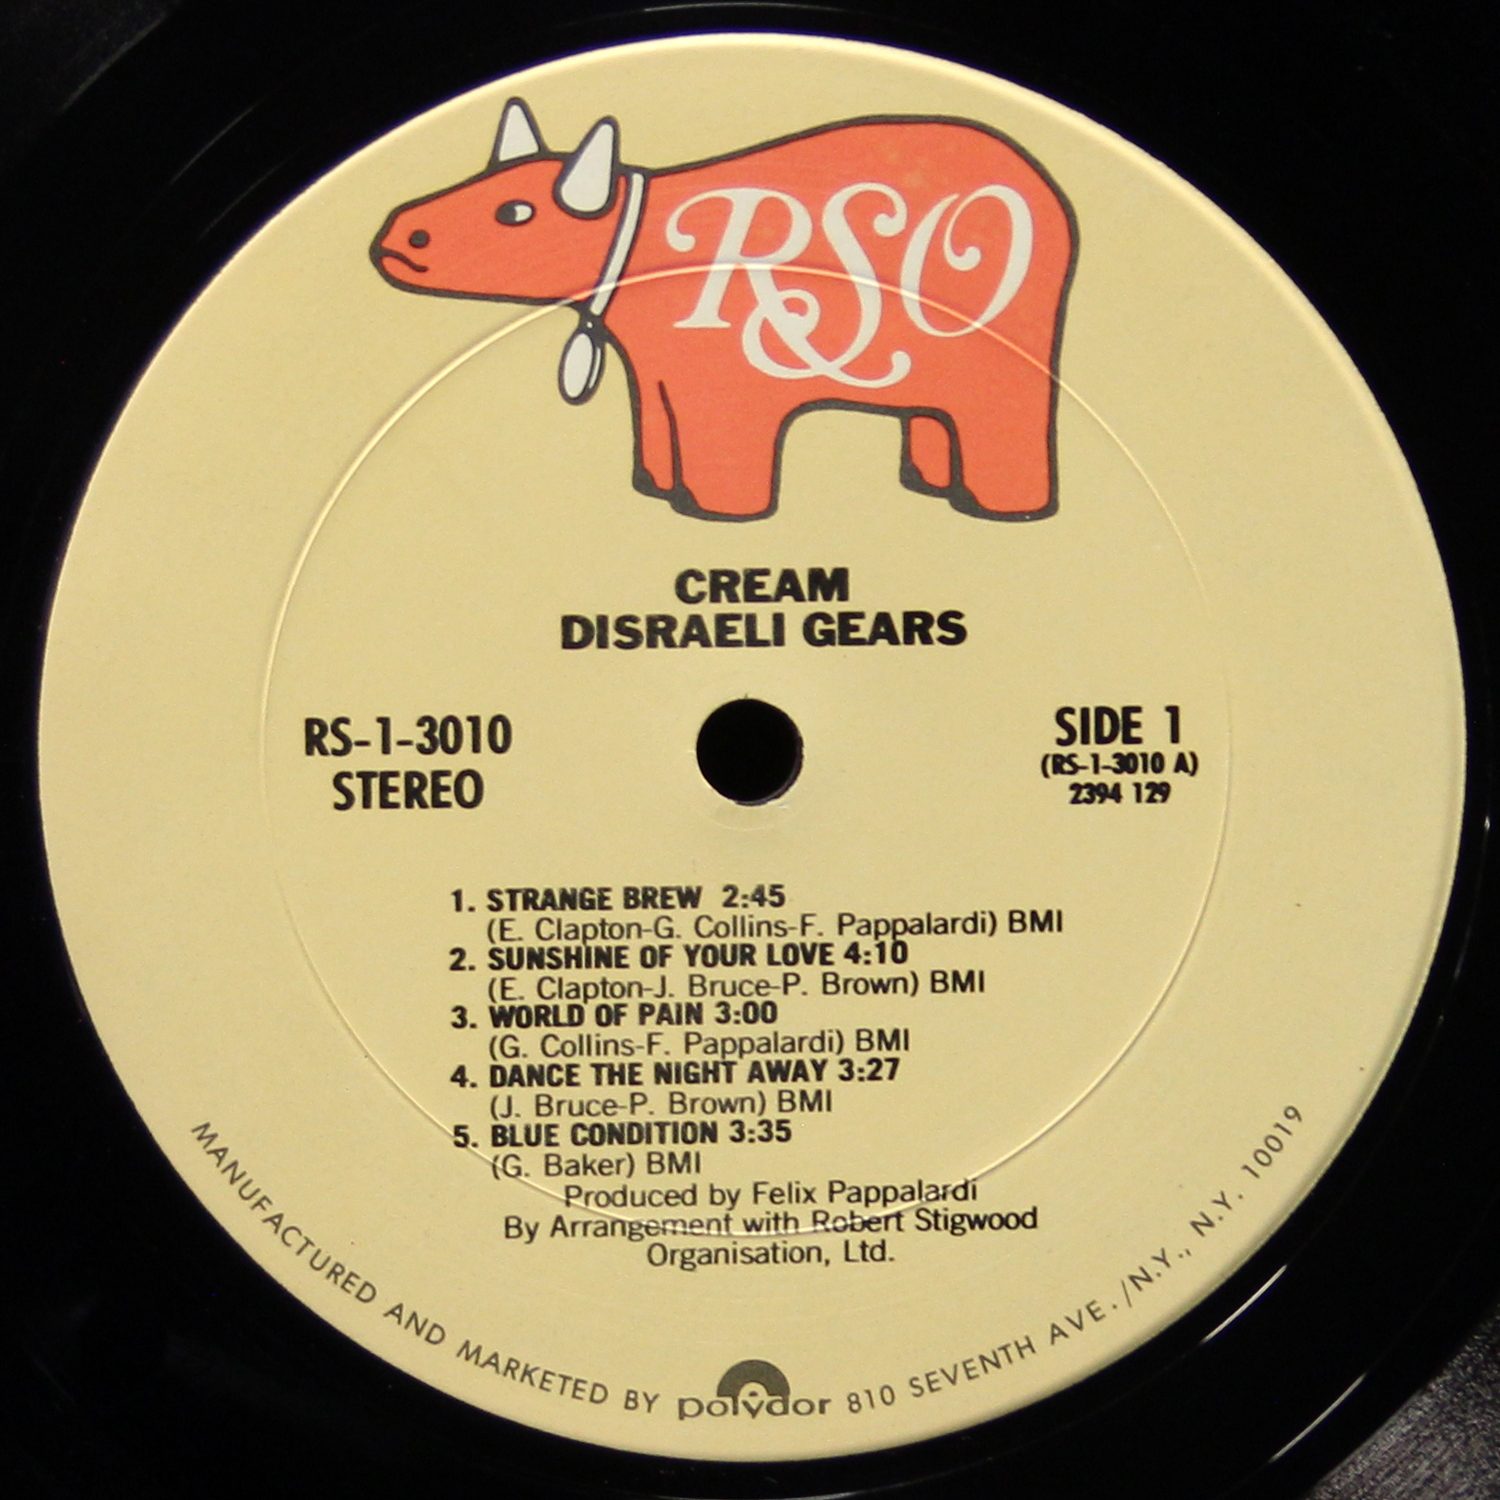 RSO
CREAM
DISRAELI GEARS
RS-1-3010
STEREO
SIDE 1
(RS-1-3010 A)
2394 129
1. STRANGE BREW 2:45
(E. Clapton-G. Collins-F. Pappalardi) BMI
2. SUNSHINE OF YOUR LOVE 4:10
(E. Clapton-J. Bruce-P. Brown) BMI
3. WORLD OF PAIN 3:00
(G. Collins-F. Pappalardi) BMI
4. DANCE THE NIGHT AWAY 3:27
(J. Bruce-P. Brown) BMI
5. BLUE CONDITION 3:35
(G. Baker) BMI
Produced by Felix Pappalardi
By Arrangement with Robert Stigwood
Organisation, Ltd.
MANUFACTURED AND MARKETED BY polydor 810 SEVENTH AVE./N.Y., N.Y. 10019